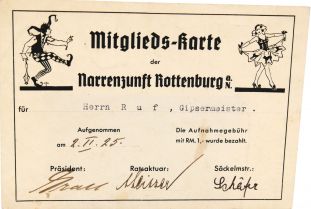 Mitglieds-Karte
der
Narrenzunft Rottenburg a. N.
für Herrn Ruf, Gipsermeister.
Aufgenommen Die Aufnahmegebühr
am 2. II. 25. mit RM. 1,- wurde bezahlt.
Präsident: Ratsaktuar: Säckelmstr.:
Schäfe